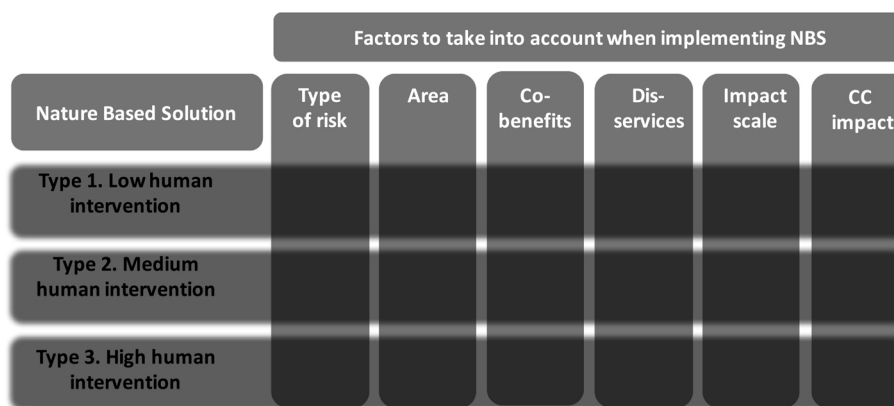 Factors to take into account when implementing NBS
Nature Based Solution
Type
of risk
Area
Co-
benefits
Dis-
services
Impact
scale
CC
impact
Type 1. Low human
intervention
Type 2. Medium
human intervention
Type 3. High human
intervention